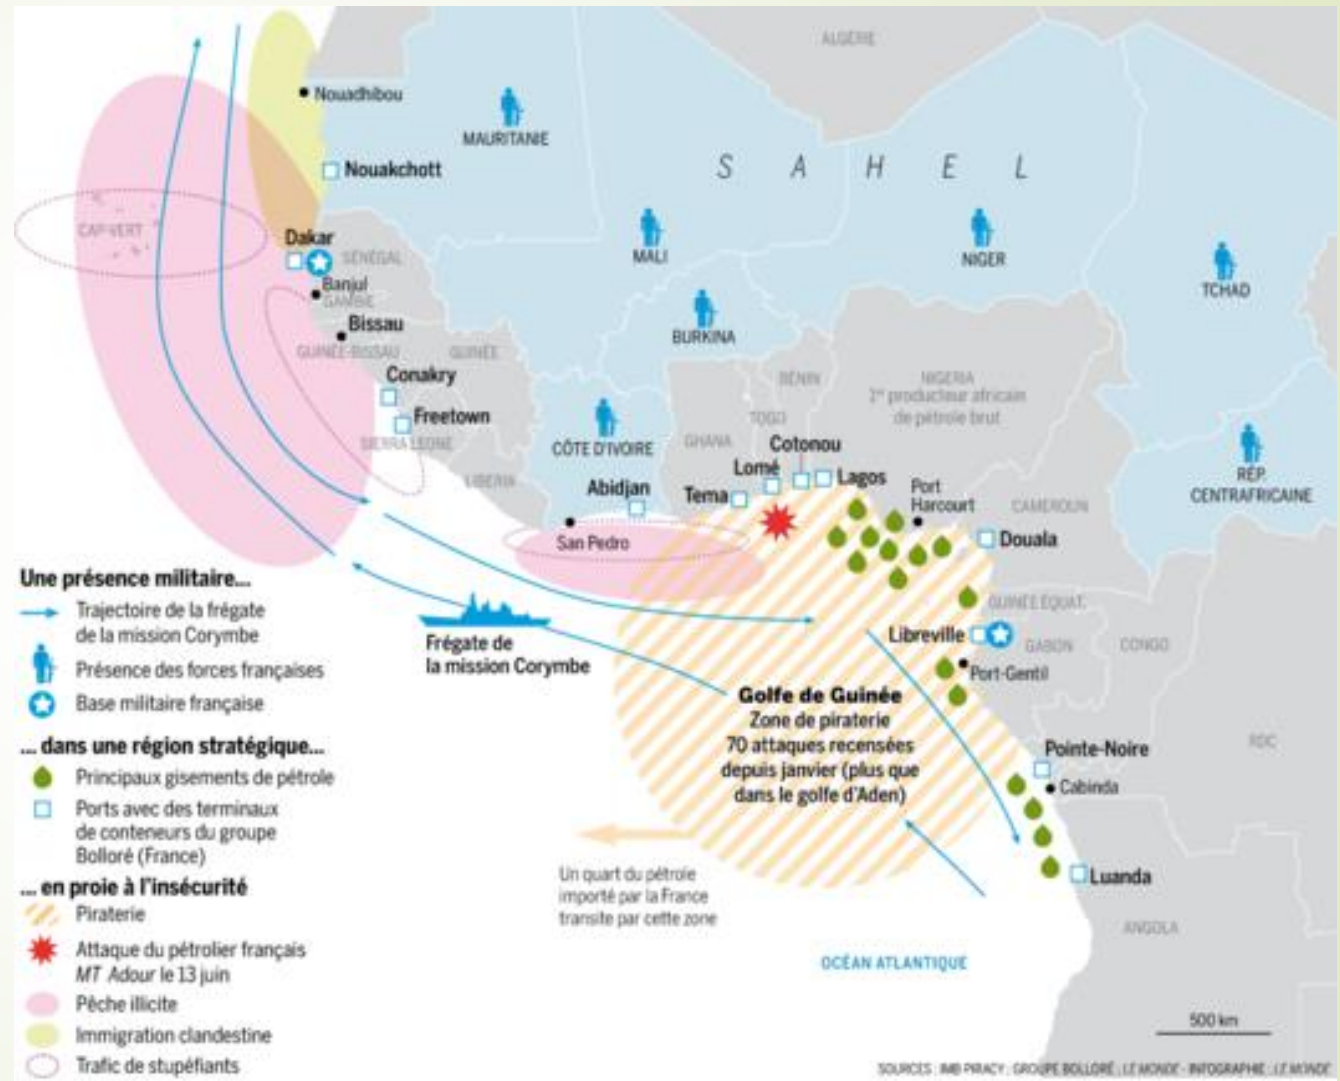 ALGÉRIE
Nouadhibou
MAURITANIE
Nouakchott
SAHEL
CAP-VERT
Dakar
SÉNÉGAL
MALI
NIGER
TCHAD
Banjul
GAMBIE
Bissau
BURKINA
GUINÉE-BISSAU
GUINÉE
Conakry
BÉNIN
NIGERIA
1er producteur africain
de pétrole brut
Freetown
TOGO
SIERRA LEONE
CÔTE D'IVOIRE
GHANA
Cotonou
RÉP.
CENTRAFRICAINE
LIBERIA
Lomé
Lagos
Abidjan
Tema
Port
Harcourt
CAMEROUN
San Pedro
Douala
Une présence militaire...
Trajectoire de la frégate
de la mission Corymbe
Présence des forces françaises
Base militaire française
... dans une région stratégique...
Principaux gisements de pétrole
Ports avec des terminaux
de conteneurs du groupe
Bolloré (France)
... en proie à l'insécurité
Piraterie
Attaque du pétrolier français
MT Adour le 13 juin
Pêche illicite
Immigration clandestine
Trafic de stupéfiants
Frégate de
la mission Corymbe
GUINÉE ÉQUAT.
Libreville
GABON
CONGO
Port-Gentil
Golfe de Guinée
Zone de piraterie
70 attaques recensées
depuis janvier (plus que
dans le golfe d'Aden)
Pointe-Noire
RDC
Cabinda
Un quart du pétrole
importé par la France
transite par cette zone
Luanda
ANGOLA
OCÉAN ATLANTIQUE
500 km
SOURCES : IMB PIRACY ; GROUPE BOLLORÉ ; LE MONDE - INFOGRAPHIE : LE MONDE